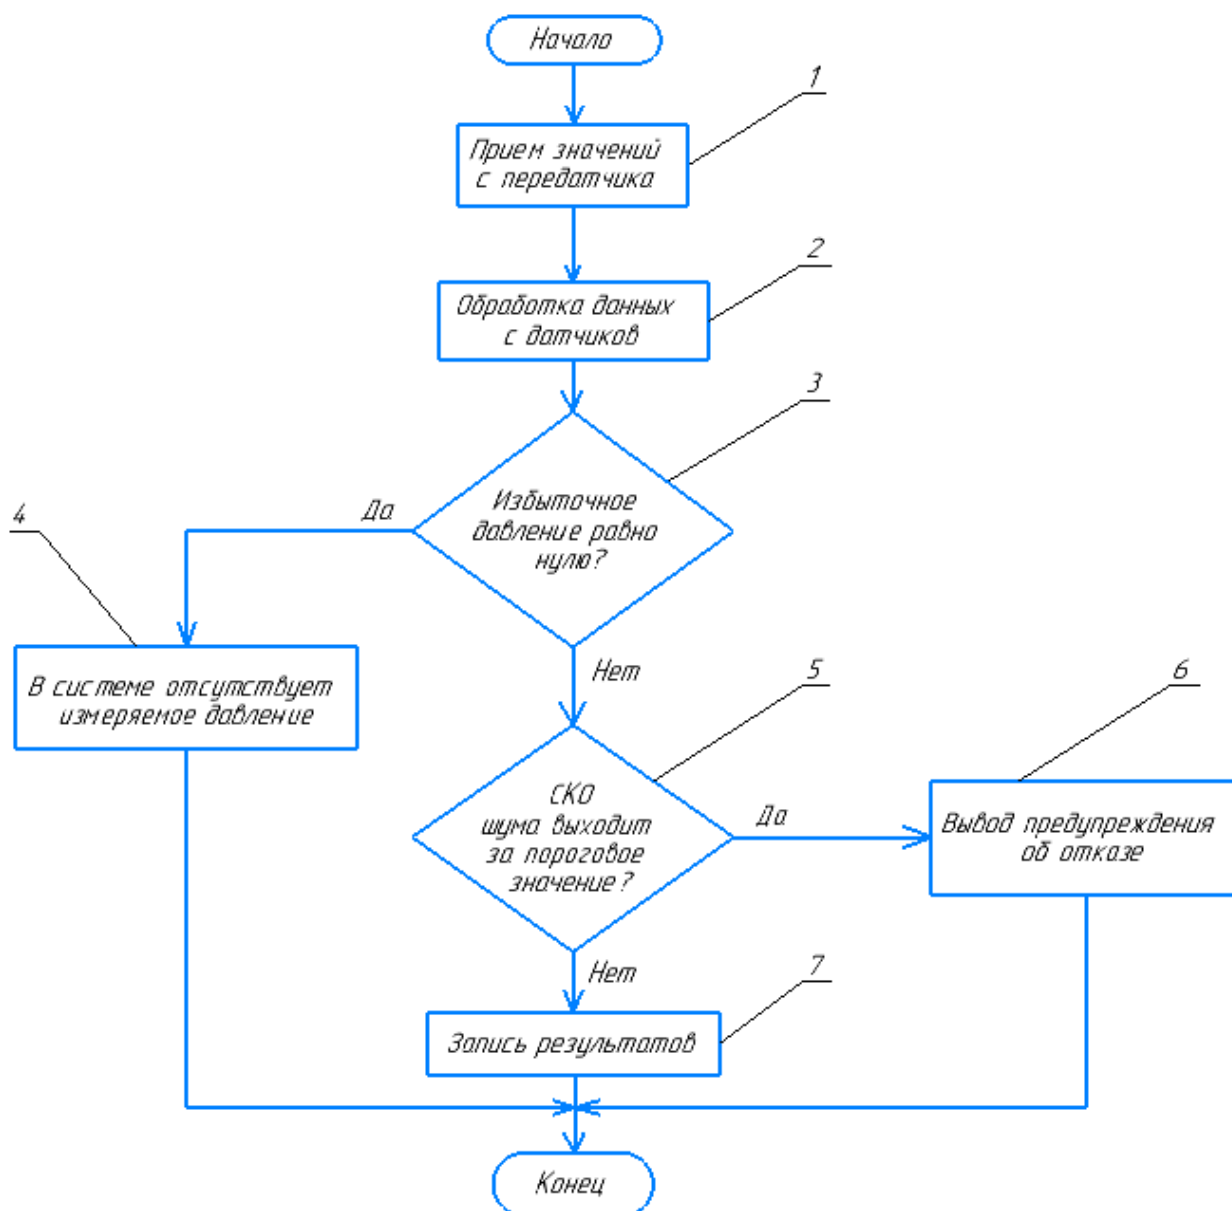 Начало
1
Прием значений
с передатчика
2
Обработка данных
с датчиков
3
Избыточное
давление равно
нулю?
Да
4
В системе отсутствует
измеряемое давление
Нет
5
СКО
шума выходит
за пороговое
значение?
Да
6
Вывод предупреждения
об отказе
Нет
7
Запись результатов
Конец